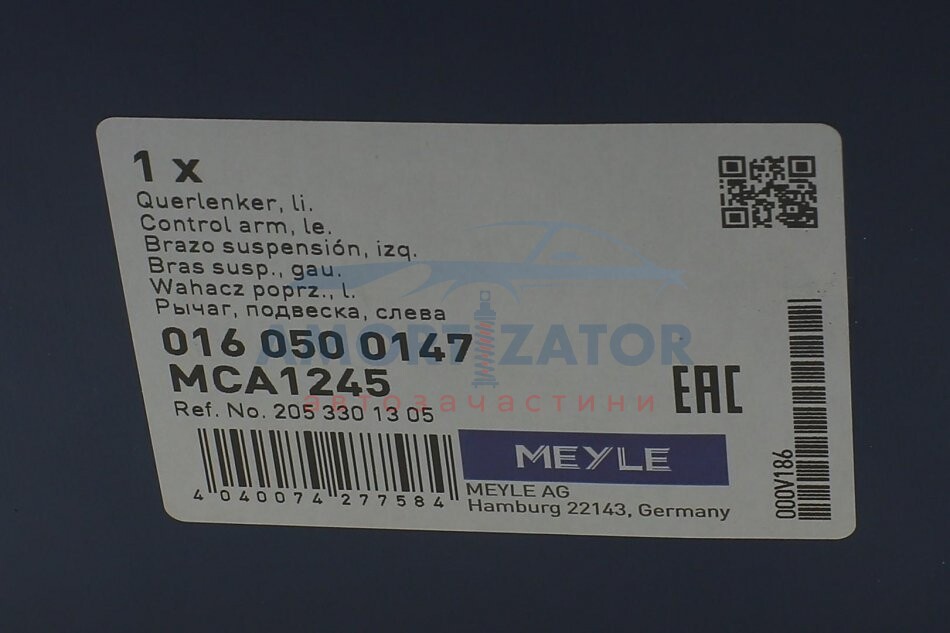 1 x
Querlenker, li.
Control arm, le.
Brazo suspensión, izq.
Bras susp., gau.
Wahacz poprz., l.
Рычаг, подвеска, слева
016 050 0147
MCA1245
Ref. No. 205 330 13 05
EAC
4 040074 277584
MEYLE
MEYLE AG
Hamburg 22143, Germany
000V186
AMORTIZATOR
автозачастини